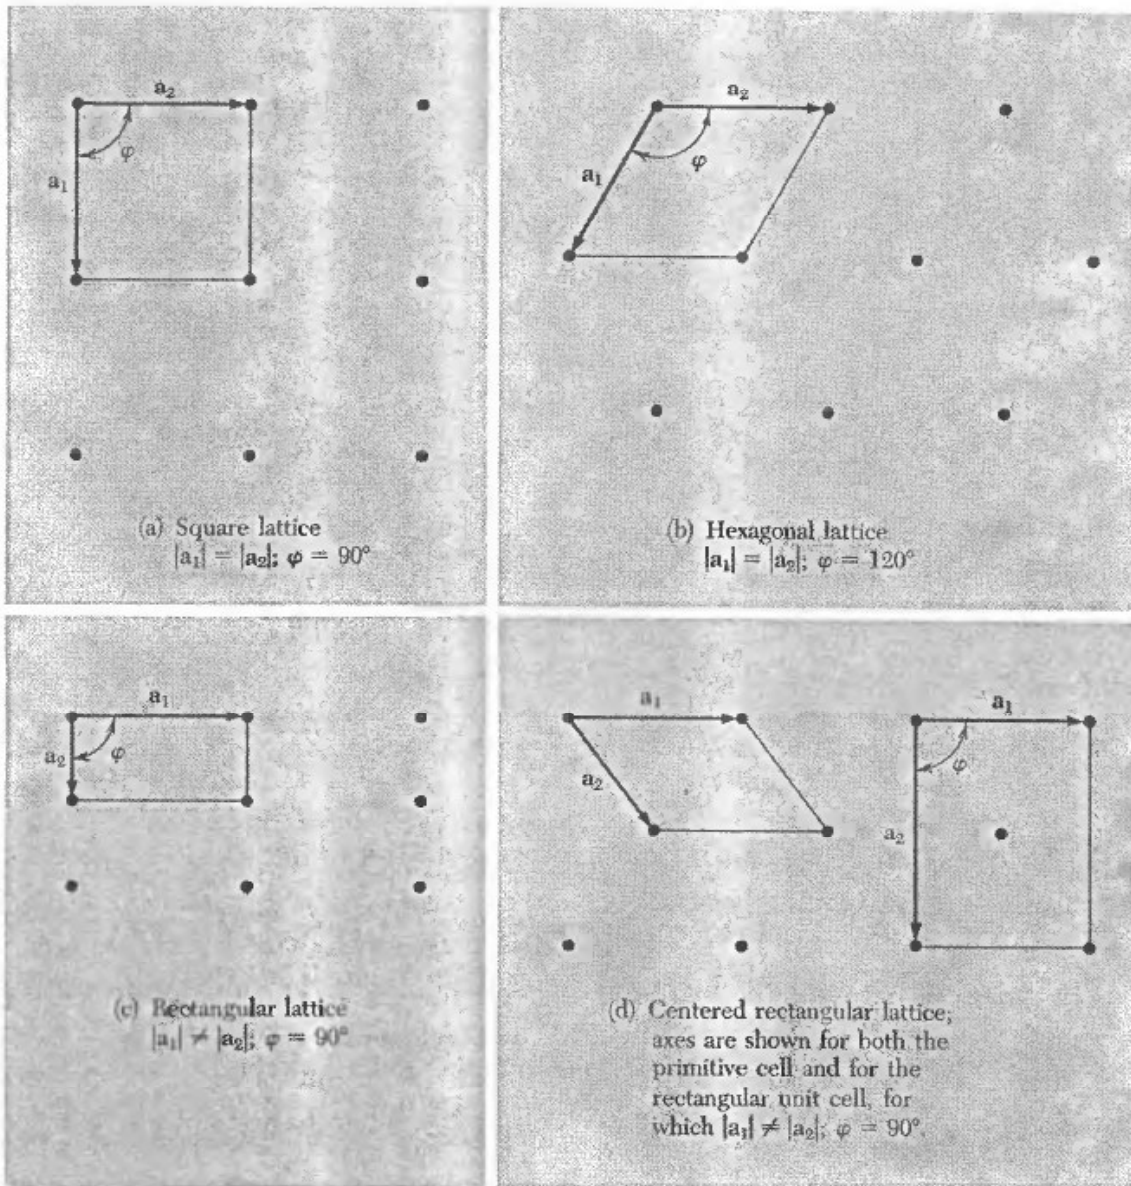 a₂
φ
a₁
(a) Square lattice
|a₁| = |a₂|; φ = 90°
a₂
φ
a₁
(b) Hexagonal lattice
|a₁| = |a₂|; φ = 120°
a₁
φ
a₂
(c) Rectangular lattice
|a₁| ≠ |a₂|; φ = 90°
a₁
a₂
a₁
φ
a₂
(d) Centered rectangular lattice;
axes are shown for both the
primitive cell and for the
rectangular unit cell, for
which |a₁| ≠ |a₂|; φ = 90°.